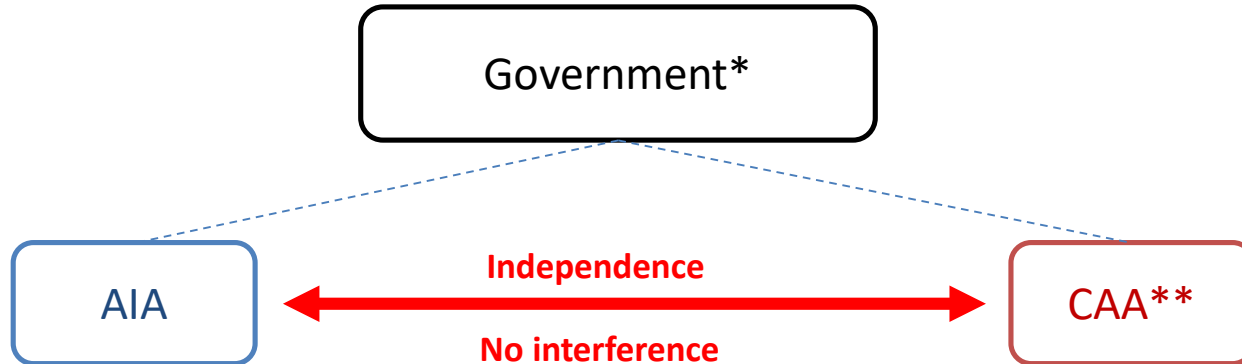 Government*
Independence
AIA
CAA**
No interference